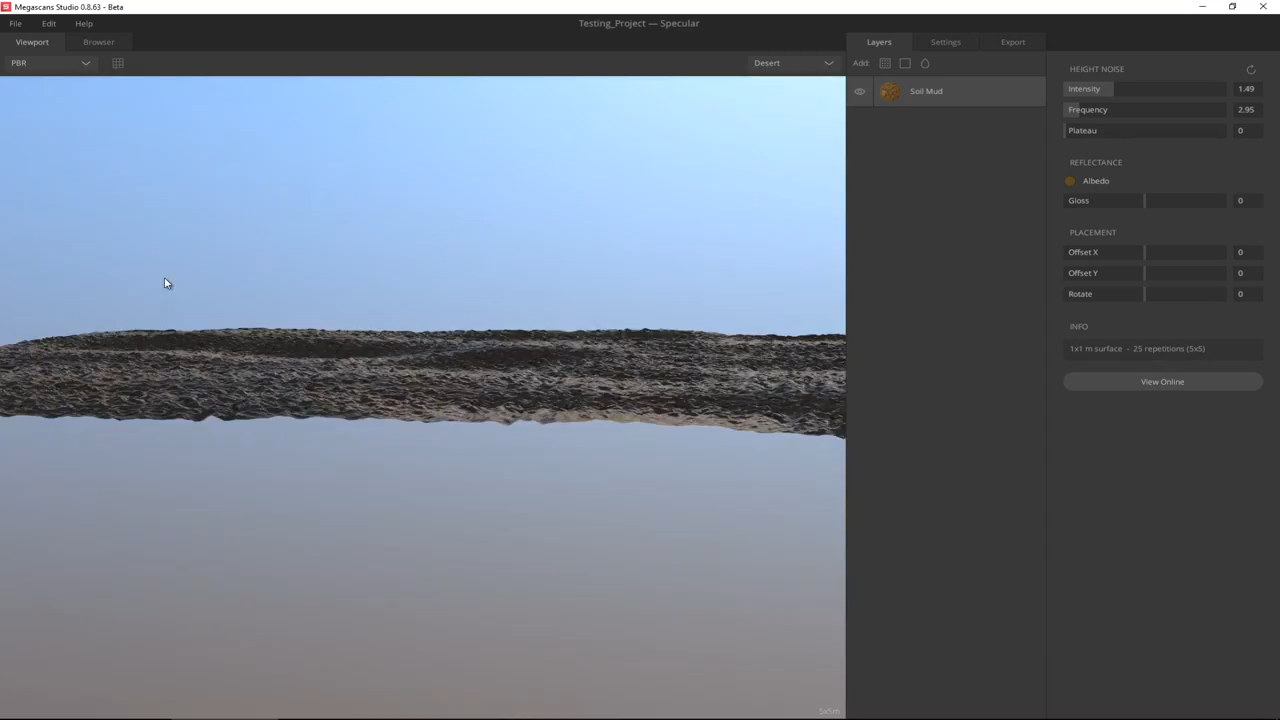 Megascans Studio 0.8.63 - Beta
File Edit Help
Testing_Project — Specular
Viewport Browser
Layers Settings Export
PBR
Desert
Add:
Soil Mud
HEIGHT NOISE
Intensity 1.49
Frequency 2.95
Plateau 0
REFLECTANCE
Albedo
Gloss 0
PLACEMENT
Offset X 0
Offset Y 0
Rotate 0
INFO
1x1 m surface - 25 repetitions (5x5)
View Online
5x5m